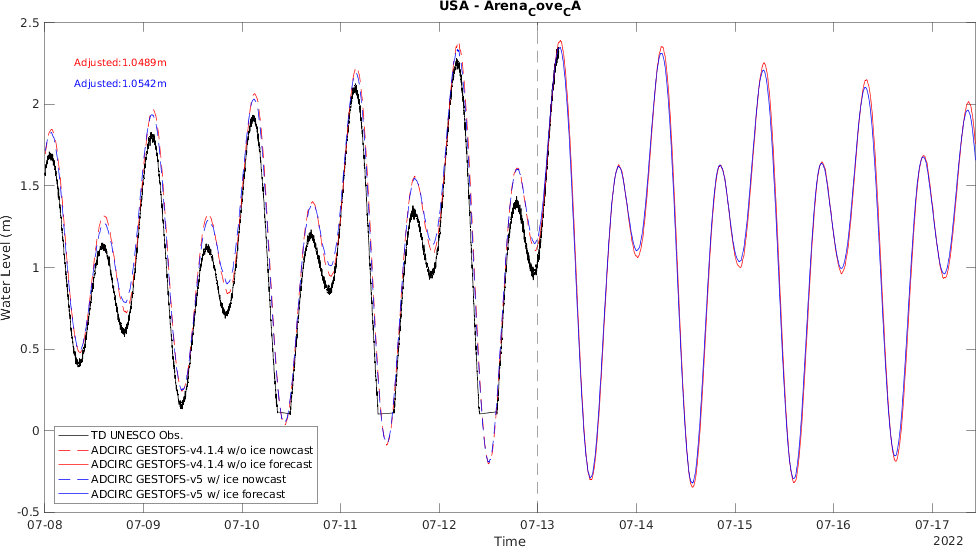 USA - ArenaCoveCA
2.5
Adjusted:1.0489m
Adjusted:1.0542m
2
1.5
1
0.5
0
-0.5
Water Level (m)
TD UNESCO Obs.
ADCIRC GESTOFS-v4.1.4 w/o ice nowcast
ADCIRC GESTOFS-v4.1.4 w/o ice forecast
ADCIRC GESTOFS-v5 w/ ice nowcast
ADCIRC GESTOFS-v5 w/ ice forecast
07-08 07-09 07-10 07-11 07-12 07-13 07-14 07-15 07-16 07-17
Time
2022